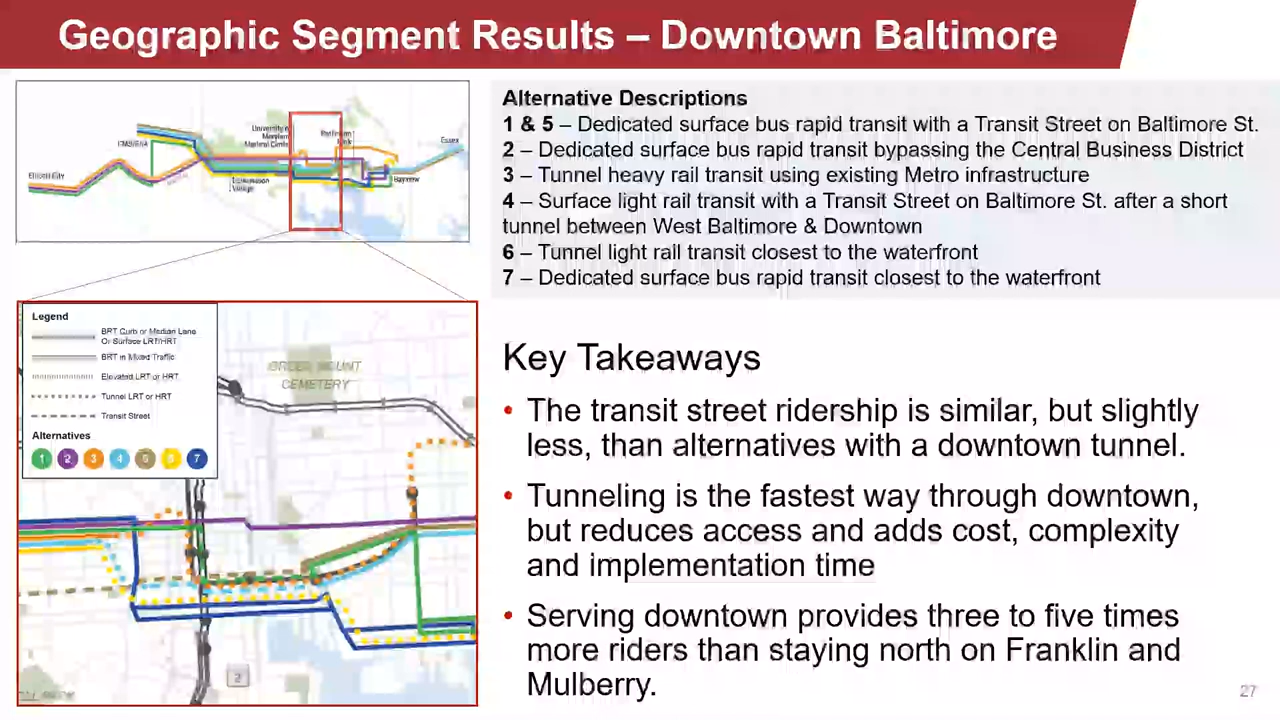 Geographic Segment Results – Downtown Baltimore
University of
Maryland
Essex
CMS/SSA
Ellicott City
Bayview
Alternative Descriptions
1 & 5 – Dedicated surface bus rapid transit with a Transit Street on Baltimore St.
2 – Dedicated surface bus rapid transit bypassing the Central Business District
3 – Tunnel heavy rail transit using existing Metro infrastructure
4 – Surface light rail transit with a Transit Street on Baltimore St. after a short
tunnel between West Baltimore & Downtown
6 – Tunnel light rail transit closest to the waterfront
7 – Dedicated surface bus rapid transit closest to the waterfront
Legend
BRT Curb or Median Lane
Or Surface LRT/HRT
BRT in Mixed Traffic
Elevated LRT or HRT
Tunnel LRT or HRT
Transit Street
Alternatives
1 2 3 4 5 6 7
GREEN MOUNT
CEMETERY
2
Key Takeaways
• The transit street ridership is similar, but slightly
less, than alternatives with a downtown tunnel.
• Tunneling is the fastest way through downtown,
but reduces access and adds cost, complexity
and implementation time
• Serving downtown provides three to five times
more riders than staying north on Franklin and
Mulberry.
27